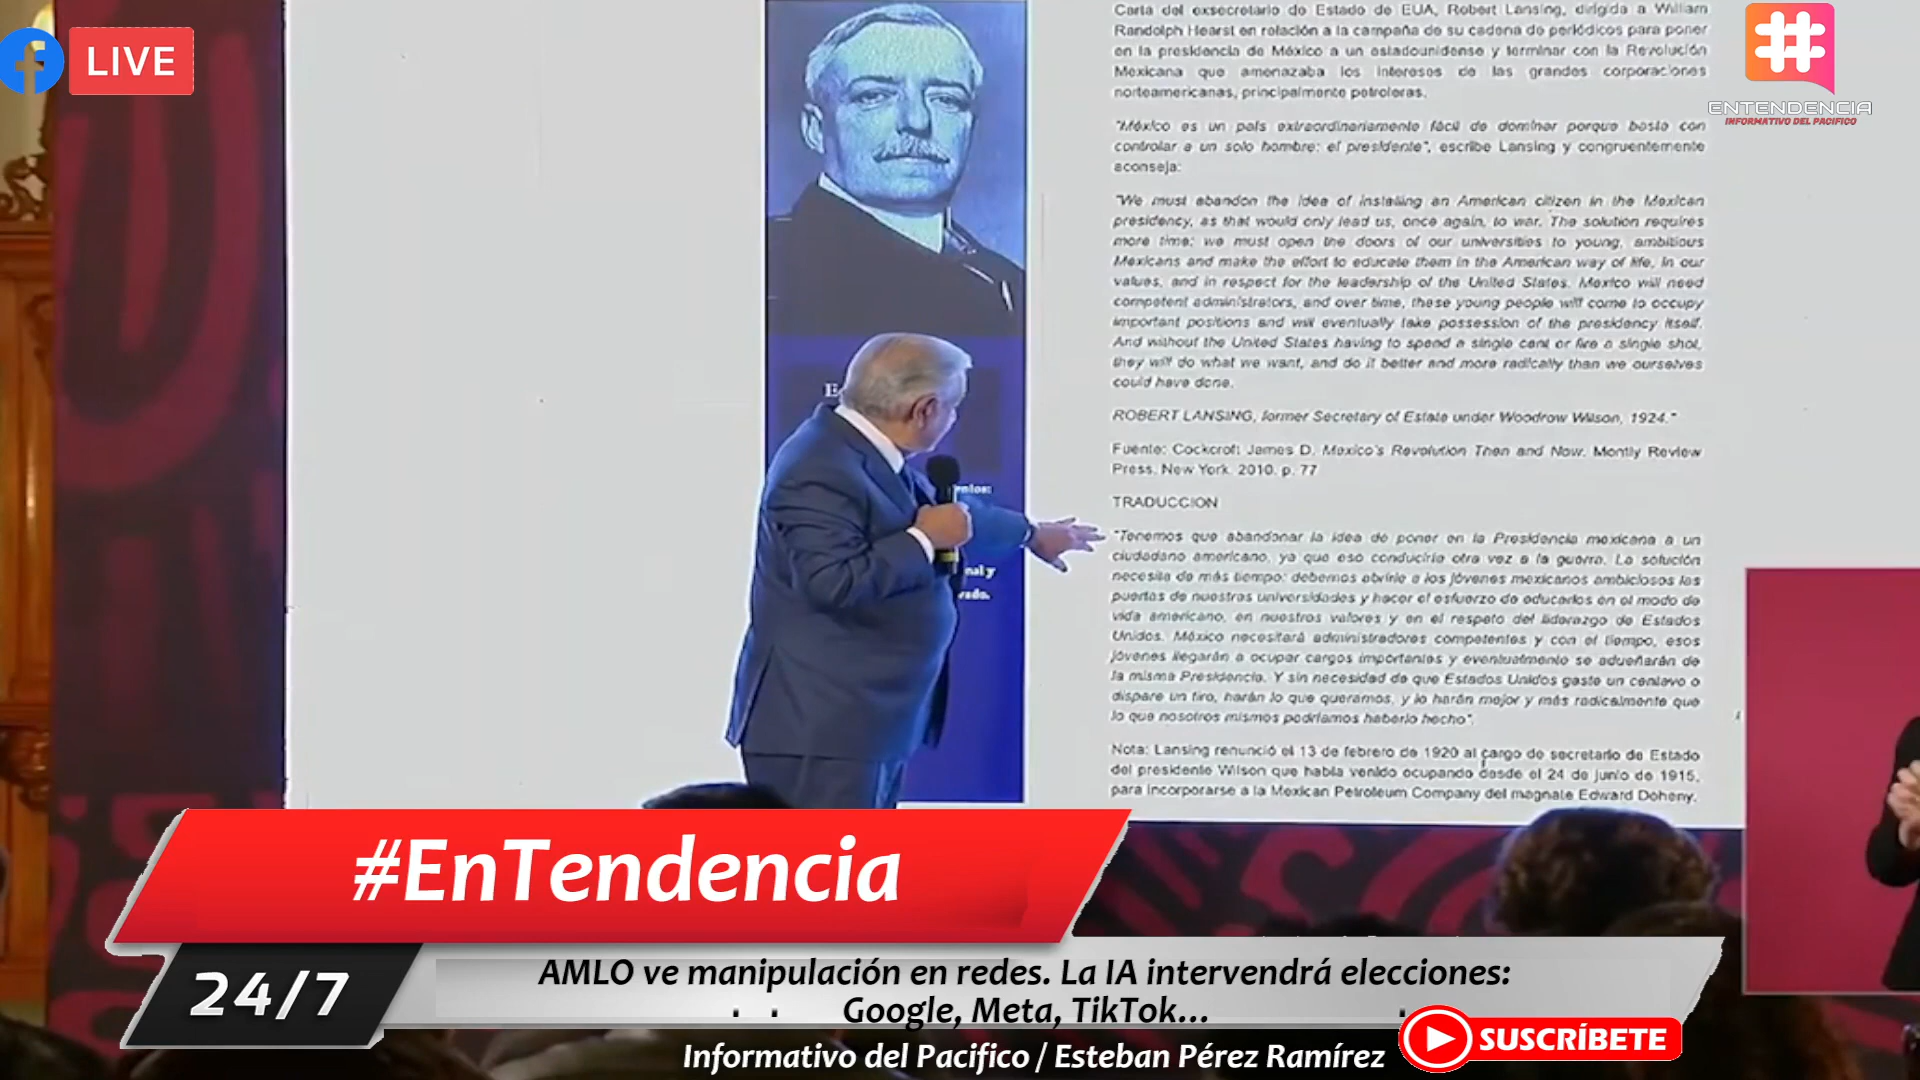 LIVE
Carta del exsecretario de Estado de EUA, Robert Lansing, dirigida a William
Randolph Hearst en relación a la campaña de su cadena de periódicos para poner
en la presidencia de México a un estadounidense y terminar con la Revolución
Mexicana que amenazaba los intereses de las grandes corporaciones
norteamericanas, principalmente petroleras.
"México es un país extraordinariamente fácil de dominar porque basta con
controlar a un solo hombre: el presidente", escribe Lansing y congruentemente
aconseja:
"We must abandon the idea of installing an American citizen in the Mexican
presidency, as that would only lead us, once again, to war. The solution requires
more time; we must open the doors of our universities to young, ambitious
Mexicans and make the effort to educate them in the American way of life, in our
values, and in respect for the leadership of the United States. Mexico will need
competent administrators, and over time, these young people will come to occupy
important positions and will eventually take possession of the presidency itself.
And without the United States having to spend a single cent or fire a single shot,
they will do what we want, and do it better and more radically than we ourselves
could have done.
ROBERT LANSING, former Secretary of Estate under Woodrow Wilson, 1924."
Fuente: Cockcroft James D. Mexico's Revolution Then and Now. Montly Review
Press. New York. 2010. p. 77
TRADUCCION
"Tenemos que abandonar la idea de poner en la Presidencia mexicana a un
ciudadano americano, ya que eso conduciría otra vez a la guerra. La solución
necesita de más tiempo: debemos abrirle a los jóvenes mexicanos ambiciosos las
puertas de nuestras universidades y hacer el esfuerzo de educarlos en el modo de
vida americano, en nuestros valores y en el respeto del liderazgo de Estados
Unidos. México necesitará administradores competentes y con el tiempo, esos
jóvenes llegarán a ocupar cargos importantes y eventualmente se adueñarán de
la misma Presidencia. Y sin necesidad de que Estados Unidos gaste un centavo o
dispare un tiro, harán lo que queramos, y lo harán mejor y más radicalmente que
lo que nosotros mismos podríamos haberlo hecho".
Nota: Lansing renunció el 13 de febrero de 1920 al cargo de secretario de Estado
del presidente Wilson que había venido ocupando desde el 24 de junio de 1915,
para incorporarse a la Mexican Petroleum Company del magnate Edward Doheny.
#
ENTENDENCIA
INFORMATIVO DEL PACIFICO
#EnTendencia
24/7
AMLO ve manipulación en redes. La IA intervendrá elecciones:
Google, Meta, TikTok...
Informativo del Pacifico / Esteban Pérez Ramírez
SUSCRÍBETE